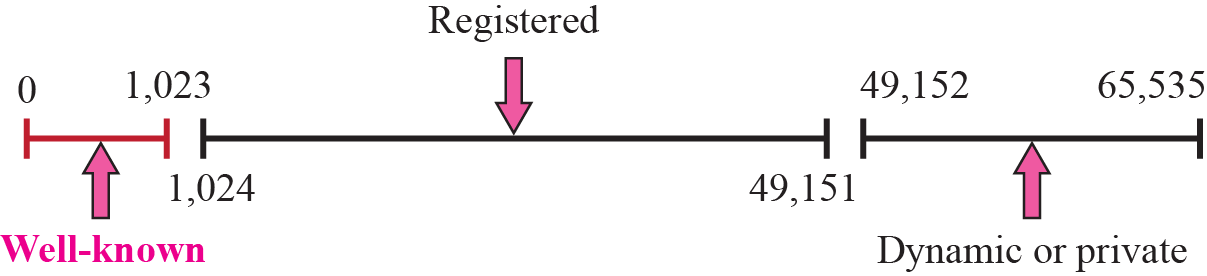 Registered
0
1,023
49,152
65,535
1,024
49,151
Well-known
Dynamic or private